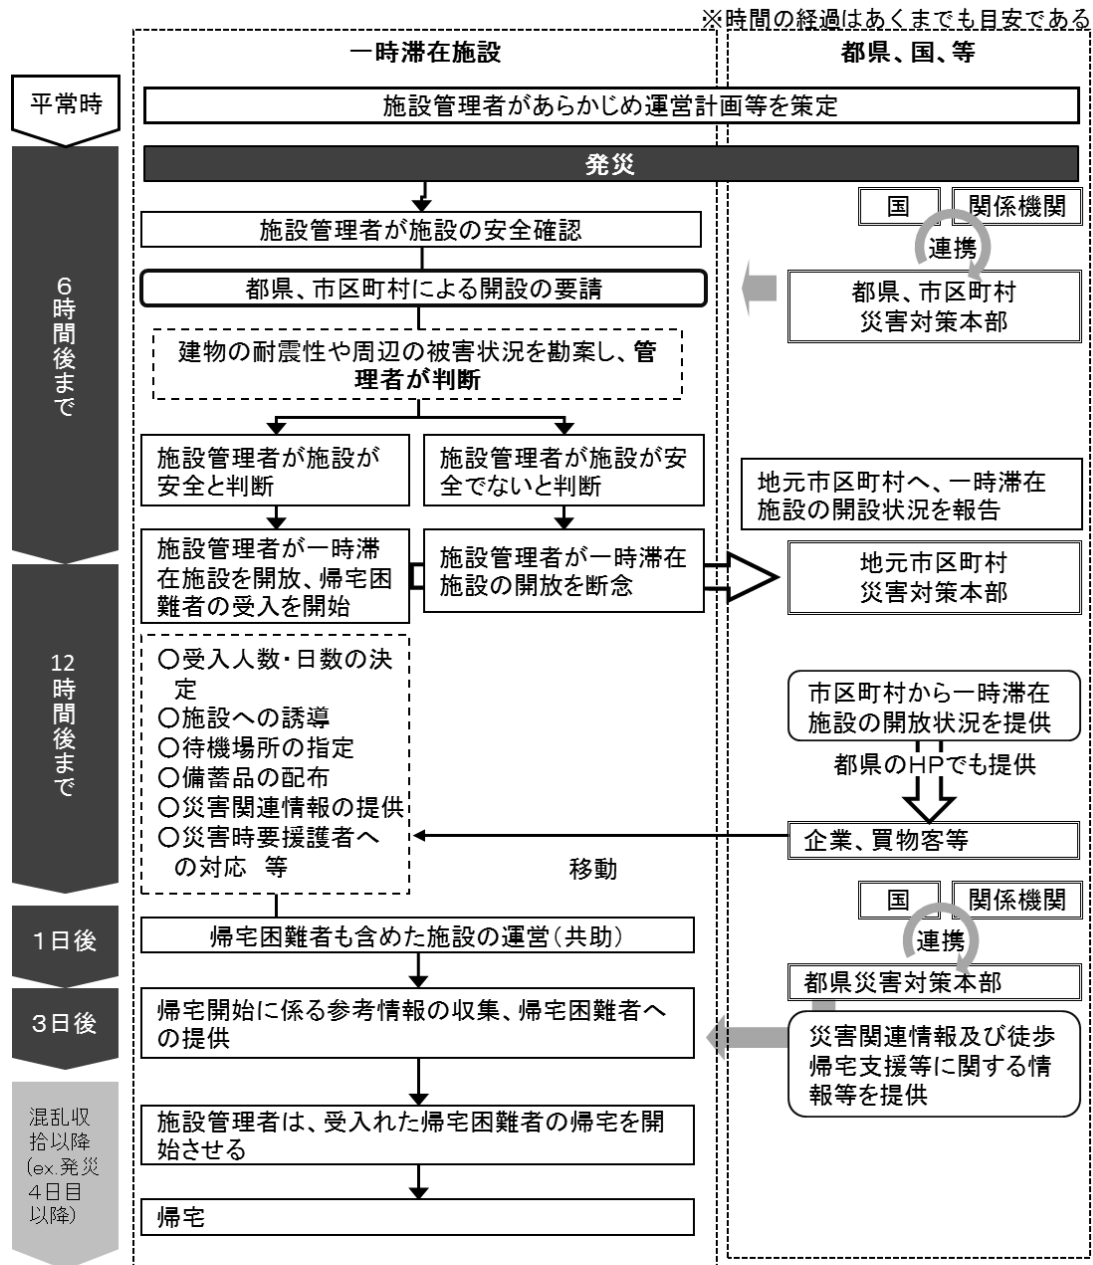 ※時間の経過はあくまでも目安である
一時滞在施設
都県、国、等
平常時
施設管理者があらかじめ運営計画等を策定
発災
6時間後まで
施設管理者が施設の安全確認
国
関係機関
連携
都県、市区町村による開設の要請
都県、市区町村
災害対策本部
建物の耐震性や周辺の被害状況を勘案し、管
理者が判断
施設管理者が施設が
安全と判断
施設管理者が施設が安
全でないと判断
地元市区町村へ、一時滞在
施設の開設状況を報告
施設管理者が一時滞
在施設を開放、帰宅困
難者の受入を開始
施設管理者が一時滞在
施設の開放を断念
地元市区町村
災害対策本部
12時間後まで
○受入人数・日数の決
定
○施設への誘導
○待機場所の指定
○備蓄品の配布
○災害関連情報の提供
○災害時要援護者へ
の対応 等
市区町村から一時滞在
施設の開放状況を提供
都県のHPでも提供
企業、買物客等
移動
国
関係機関
連携
1日後
帰宅困難者も含めた施設の運営(共助)
都県災害対策本部
3日後
帰宅開始に係る参考情報の収集、帰宅困難者へ
の提供
災害関連情報及び徒歩
帰宅支援等に関する情
報等を提供
混乱収
拾以降
(ex.発災
4日目
以降)
施設管理者は、受入れた帰宅困難者の帰宅を開
始させる
帰宅